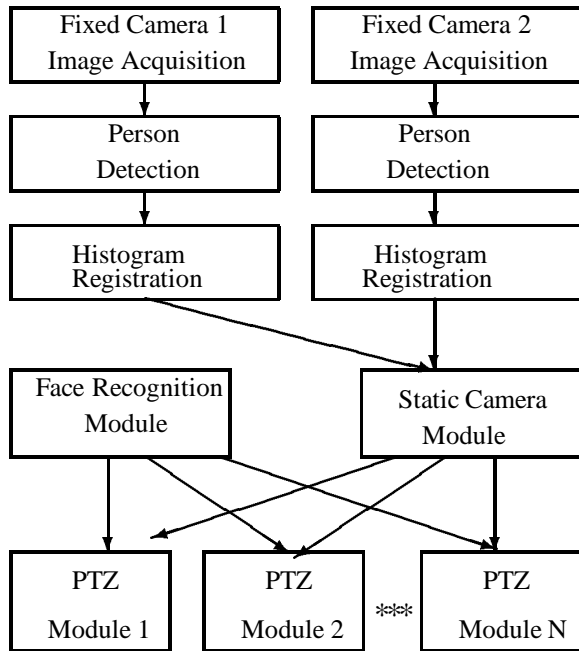 Fixed Camera 1
Image Acquisition
Fixed Camera 2
Image Acquisition
Person
Detection
Person
Detection
Histogram
Registration
Histogram
Registration
Face Recognition
Module
Static Camera
Module
PTZ
Module 1
PTZ
Module 2
***
PTZ
Module N